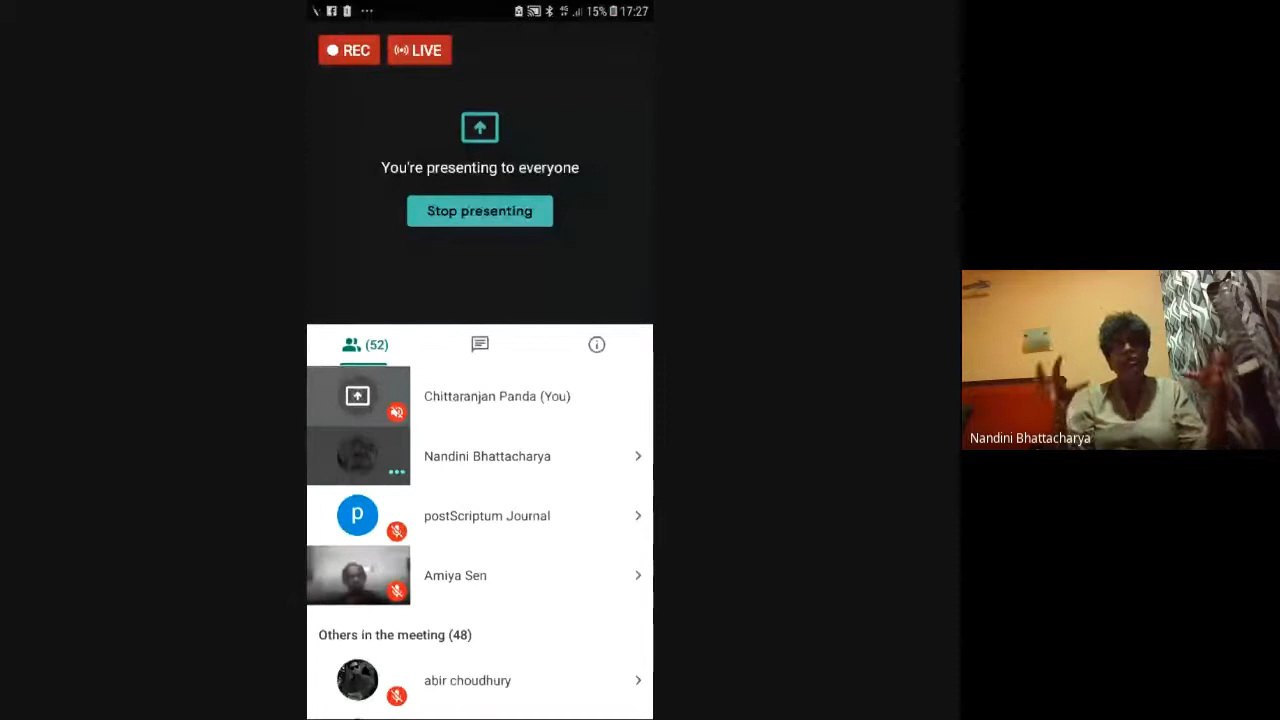 15% 17:27
REC LIVE
You're presenting to everyone
Stop presenting
(52)
Chittaranjan Panda (You)
Nandini Bhattacharya
p postScriptum Journal
Amiya Sen
Others in the meeting (48)
abir choudhury
Nandini Bhattacharya